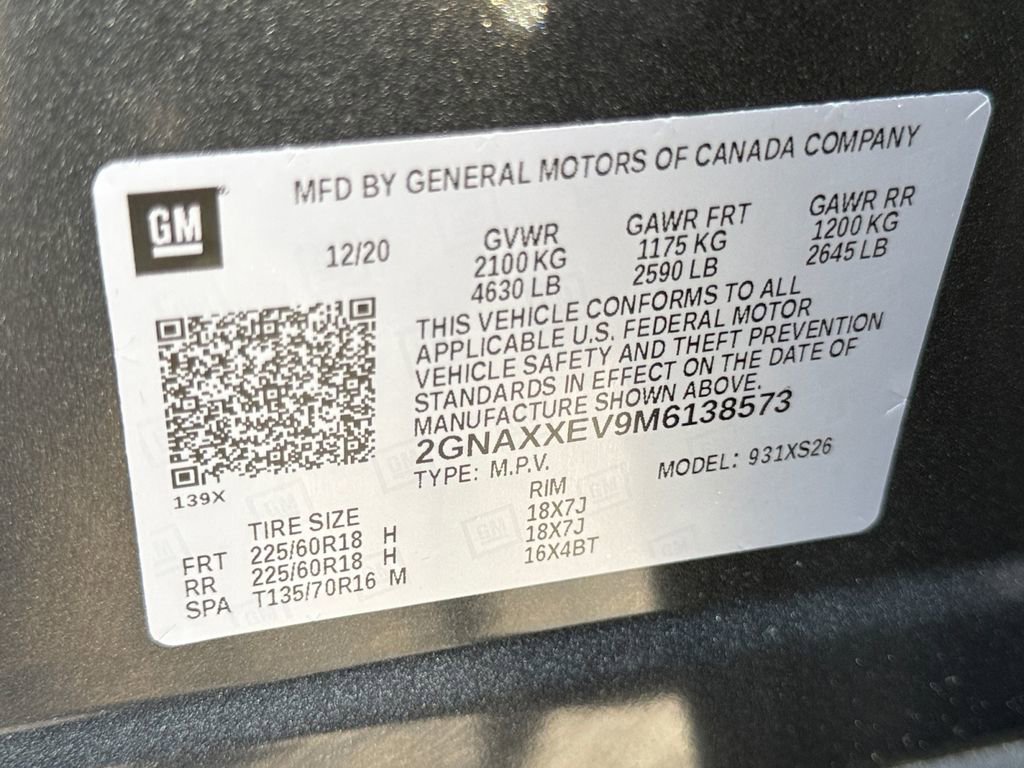 MFD BY GENERAL MOTORS OF CANADA COMPANY
GM
12/20
GVWR GAWR FRT GAWR RR
2100 KG 1175 KG 1200 KG
4630 LB 2590 LB 2645 LB
THIS VEHICLE CONFORMS TO ALL
APPLICABLE U.S. FEDERAL MOTOR
VEHICLE SAFETY AND THEFT PREVENTION
STANDARDS IN EFFECT ON THE DATE OF
MANUFACTURE SHOWN ABOVE.
2GNAXXEV9M6138573
TYPE: M.P.V. MODEL: 931XS26
139X
TIRE SIZE RIM
FRT 225/60R18 H 18X7J
RR 225/60R18 H 18X7J
SPA T135/70R16 M 16X4BT